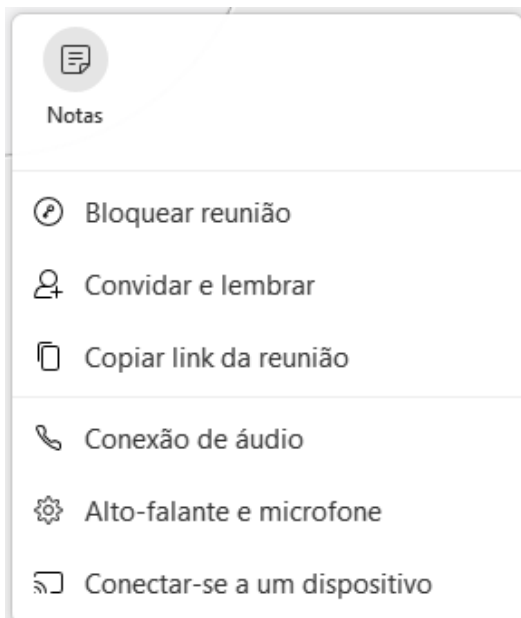 Notas
Bloquear reunião
Convidar e lembrar
Copiar link da reunião
Conexão de áudio
Alto-falante e microfone
Conectar-se a um dispositivo